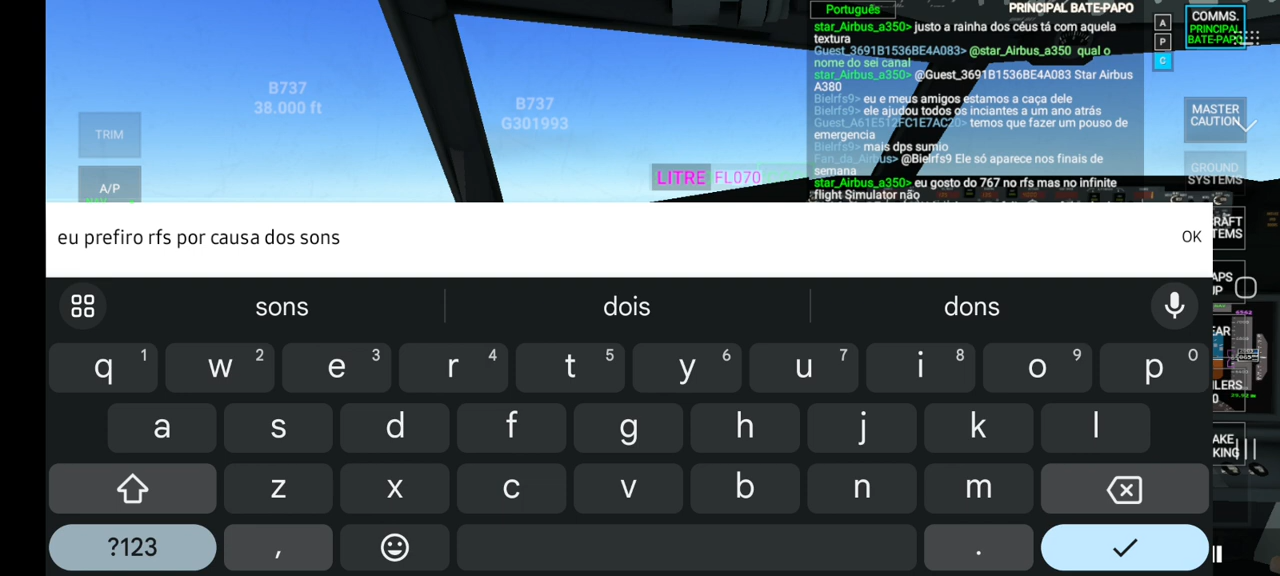 Português
PRINCIPAL BATE-PAPO
star_Airbus_a350> justo a rainha dos céus tá com aquela
textura
Guest_3691B1536BE4A083> @star_Airbus_a350 qual o
nome do sei canal
star_Airbus_a350> @Guest_3691B1536BE4A083 Star Airbus
A380
Bielrfs9> eu e meus amigos estamos a caça dele
Bielrfs9> ele ajudou todos os inciantes a um ano atrás
Guest_A61E512FC1E7AC20> temos que fazer um pouso de
emergencia
Bielrfs9> mais dps sumio
Fan_da_Airbus> @Bielrfs9 Ele só aparece nos finais de
semana
star_Airbus_a350> eu gosto do 767 no rfs mas no infinite
flight Simulator não
A
P
C
COMMS.
PRINCIPAL
BATE-PAPO
B737
38.000 ft
B737
G301993
TRIM
A/P
LITRE FL070
MASTER
CAUTION
GROUND
SYSTEMS
eu prefiro rfs por causa dos sons
OK
sons dois dons
q 1 w 2 e 3 r 4 t 5 y 6 u 7 i 8 o 9 p 0
a s d f g h j k l
z x c v b n m
?123 , .